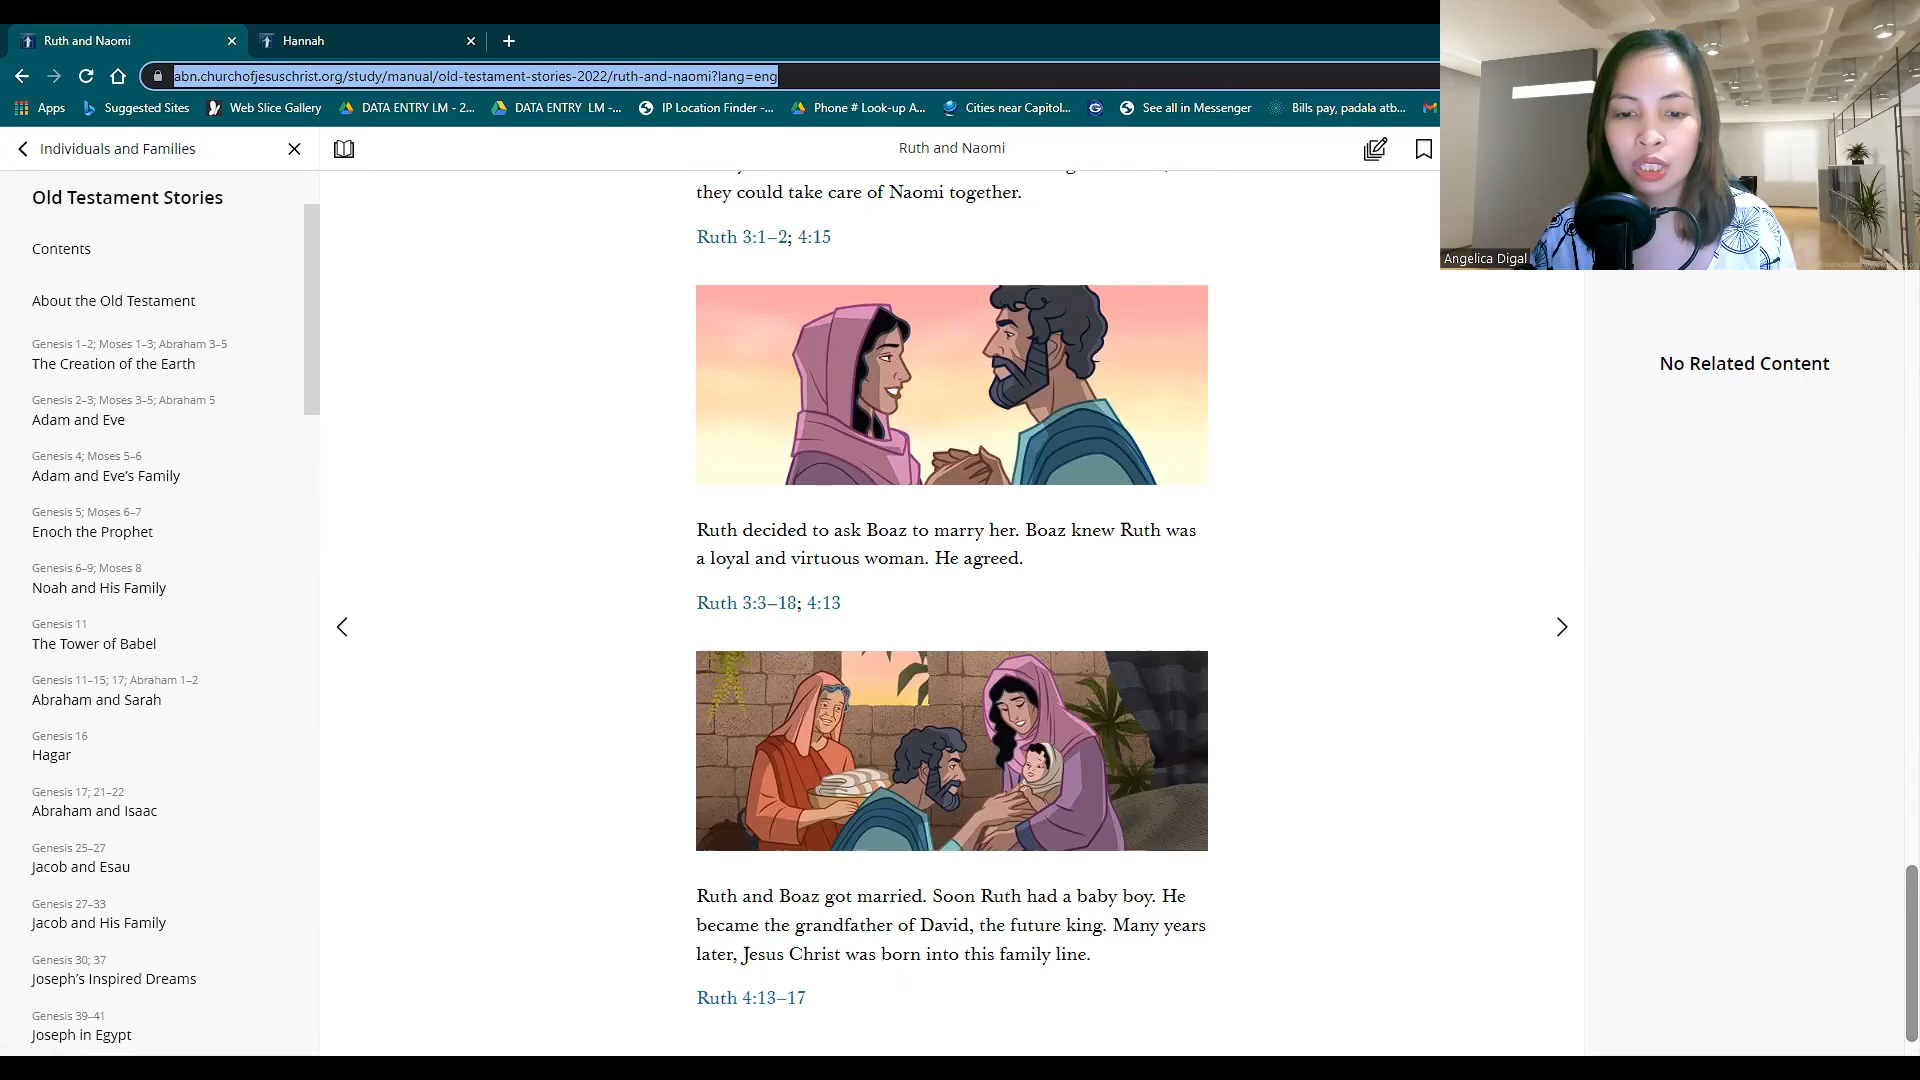 Ruth and Naomi
Hannah
abn.churchofjesuschrist.org/study/manual/old-testament-stories-2022/ruth-and-naomi?lang=eng
Apps
Suggested Sites
Web Slice Gallery
DATA ENTRY LM - 2...
DATA ENTRY LM -...
IP Location Finder -...
Phone # Look-up A...
Cities near Capitol...
See all in Messenger
Bills pay, padala atb...
Angelica Digal
Individuals and Families
Ruth and Naomi
Old Testament Stories
Contents
About the Old Testament
Genesis 1–2; Moses 1–3; Abraham 3–5
The Creation of the Earth
Genesis 2–3; Moses 3–5; Abraham 5
Adam and Eve
Genesis 4; Moses 5–6
Adam and Eve’s Family
Genesis 5; Moses 6–7
Enoch the Prophet
Genesis 6–9; Moses 8
Noah and His Family
Genesis 11
The Tower of Babel
Genesis 11–15; 17; Abraham 1–2
Abraham and Sarah
Genesis 16
Hagar
Genesis 17; 21–22
Abraham and Isaac
Genesis 25–27
Jacob and Esau
Genesis 27–33
Jacob and His Family
Genesis 30; 37
Joseph’s Inspired Dreams
Genesis 39–41
Joseph in Egypt
they could take care of Naomi together.
Ruth 3:1–2; 4:15
Ruth decided to ask Boaz to marry her. Boaz knew Ruth was
a loyal and virtuous woman. He agreed.
Ruth 3:3–18; 4:13
Ruth and Boaz got married. Soon Ruth had a baby boy. He
became the grandfather of David, the future king. Many years
later, Jesus Christ was born into this family line.
Ruth 4:13–17
No Related Content